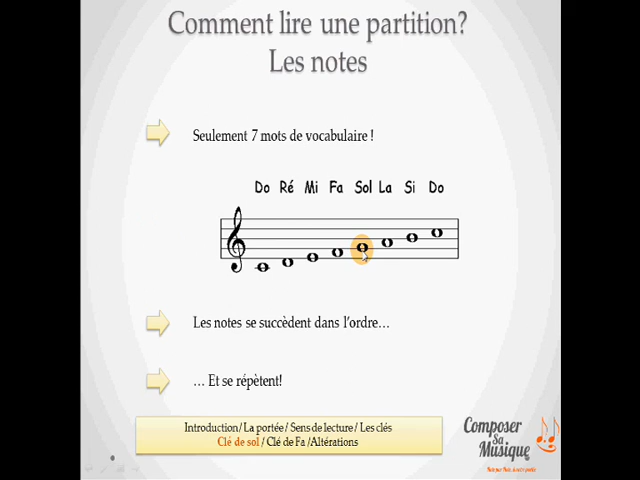 Comment lire une partition?
Les notes
Seulement 7 mots de vocabulaire !
Do Ré Mi Fa Sol La Si Do
Les notes se succèdent dans l'ordre…
… Et se répètent!
Introduction / La portée / Sens de lecture / Les clés
Clé de sol / Clé de Fa /Altérations
Composer
Sa
Musique